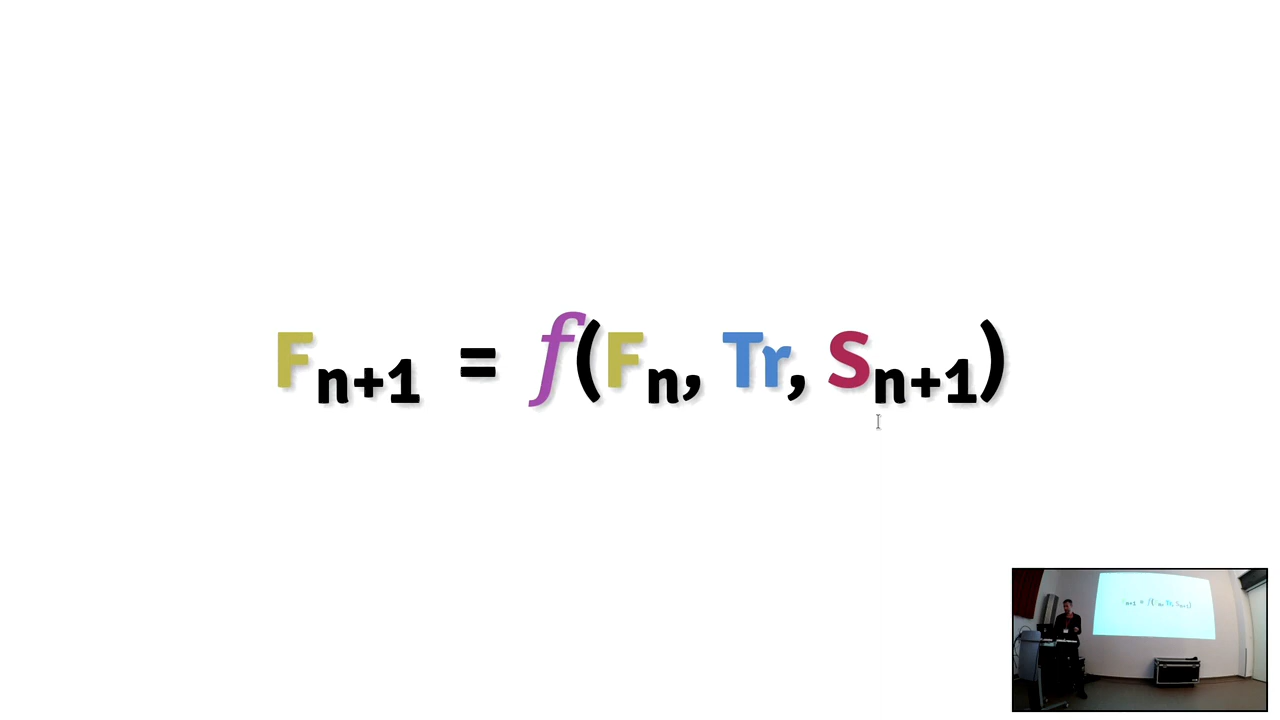 Fn+1 = f(Fn, Tr, Sn+1)